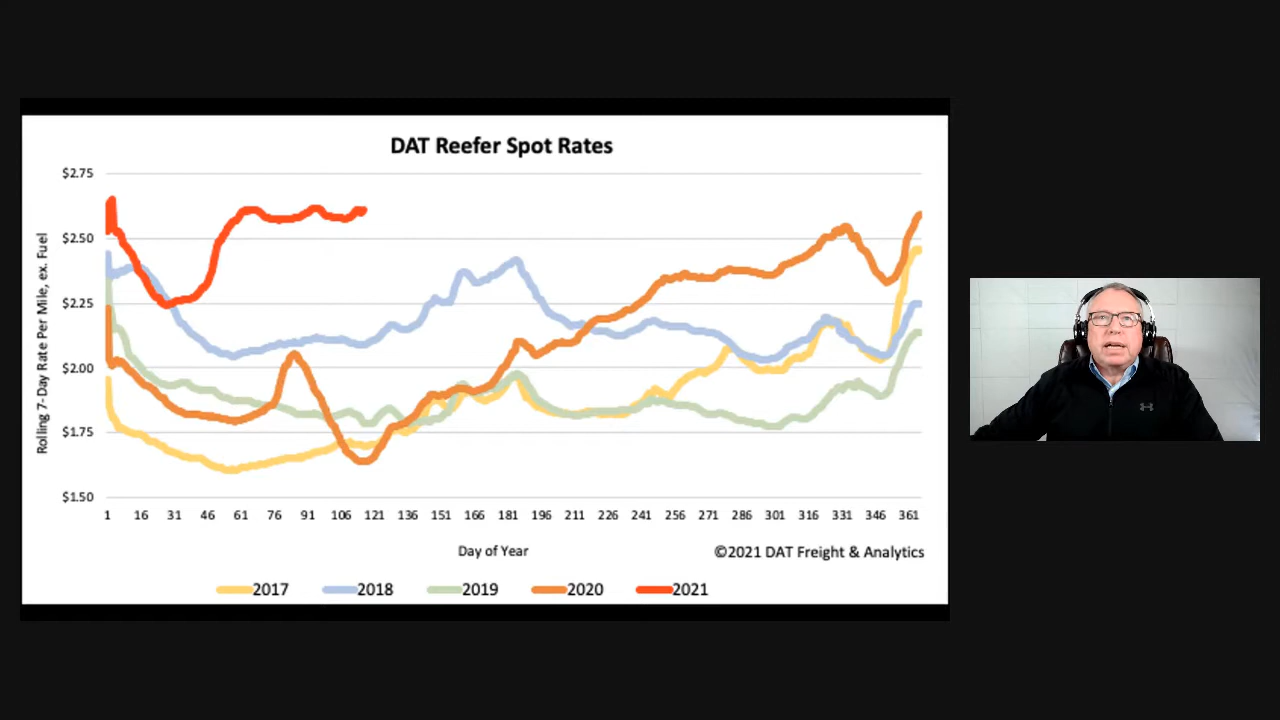 DAT Reefer Spot Rates
Rolling 7-Day Rate Per Mile, ex. Fuel
$2.75
$2.50
$2.25
$2.00
$1.75
$1.50
1 16 31 46 61 76 91 106 121 136 151 166 181 196 211 226 241 256 271 286 301 316 331 346 361
Day of Year
©2021 DAT Freight & Analytics
2017 2018 2019 2020 2021